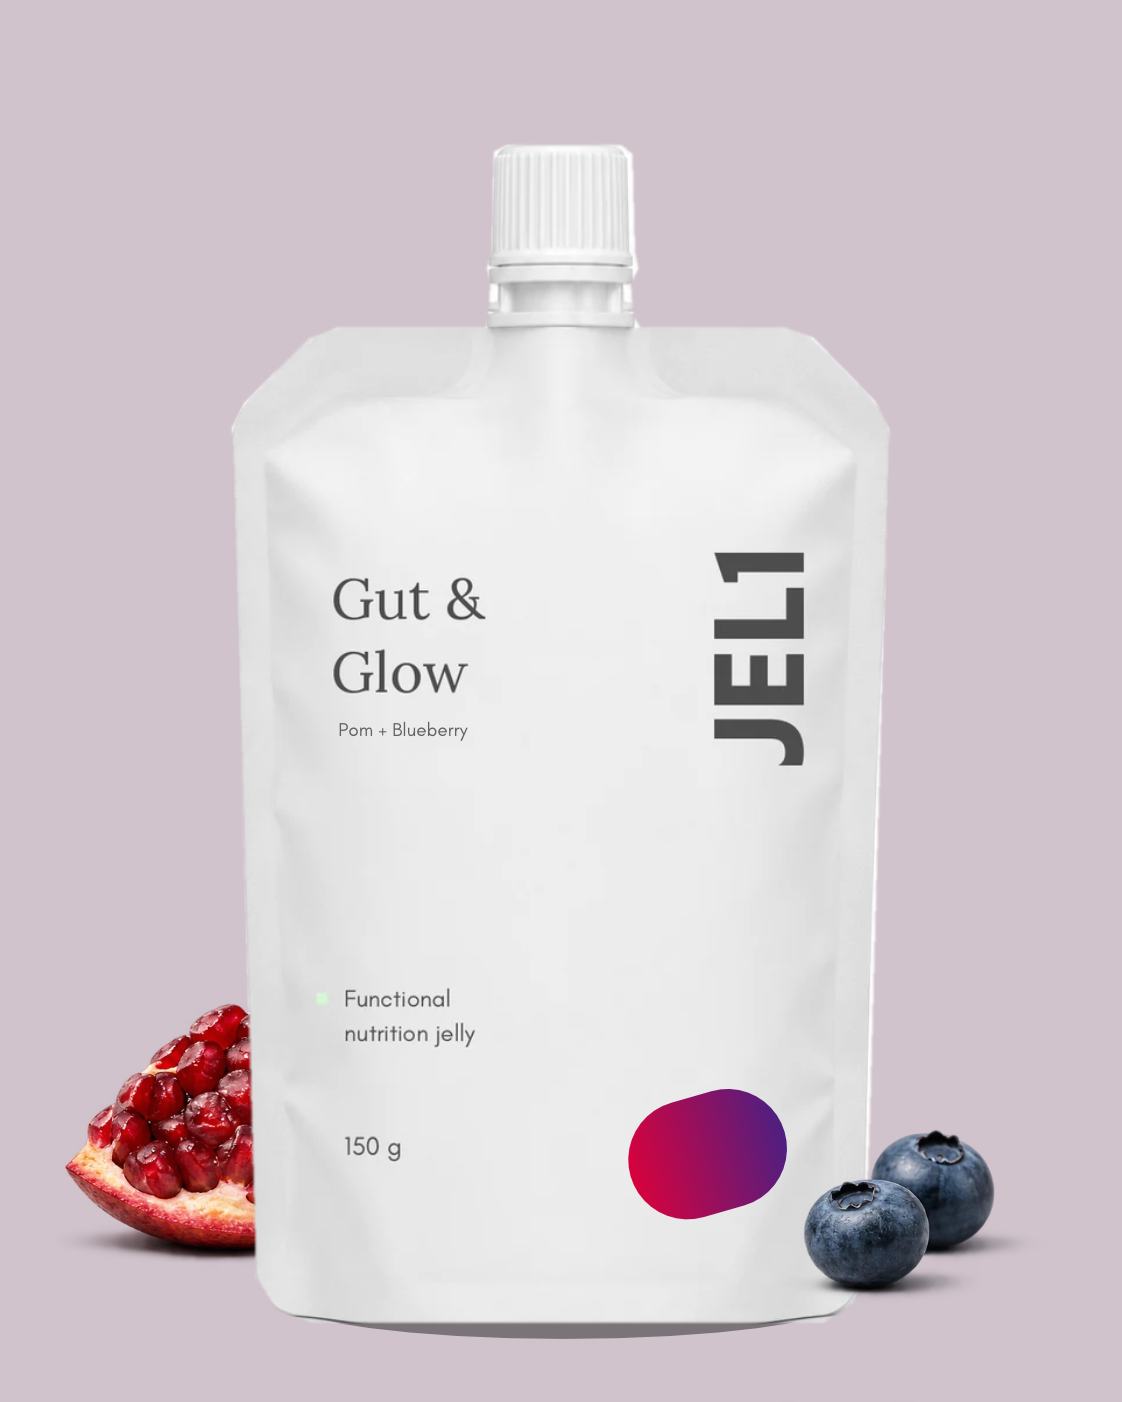 Gut &
Glow
Pom + Blueberry
JEL1
Functional
nutrition jelly
150 g